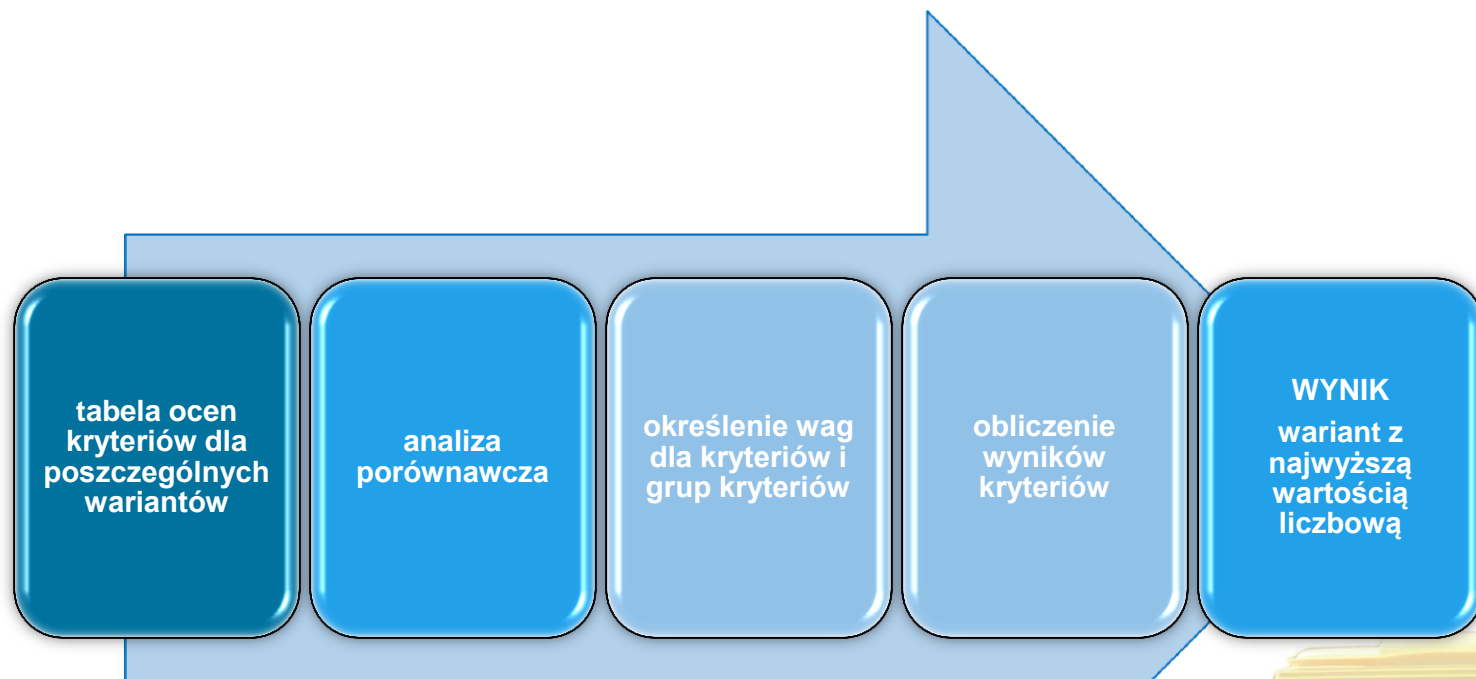 tabela ocen
kryteriów dla
poszczególnych
wariantów
analiza
porównawcza
określenie wag
dla kryteriów i
grup kryteriów
obliczenie
wyników
kryteriów
WYNIK
wariant z
najwyższą
wartością
liczbową